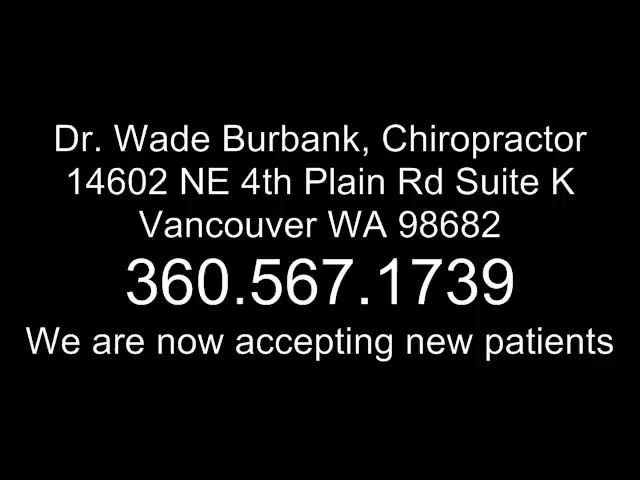 Dr. Wade Burbank, Chiropractor
14602 NE 4th Plain Rd Suite K
Vancouver WA 98682
360.567.1739
We are now accepting new patients